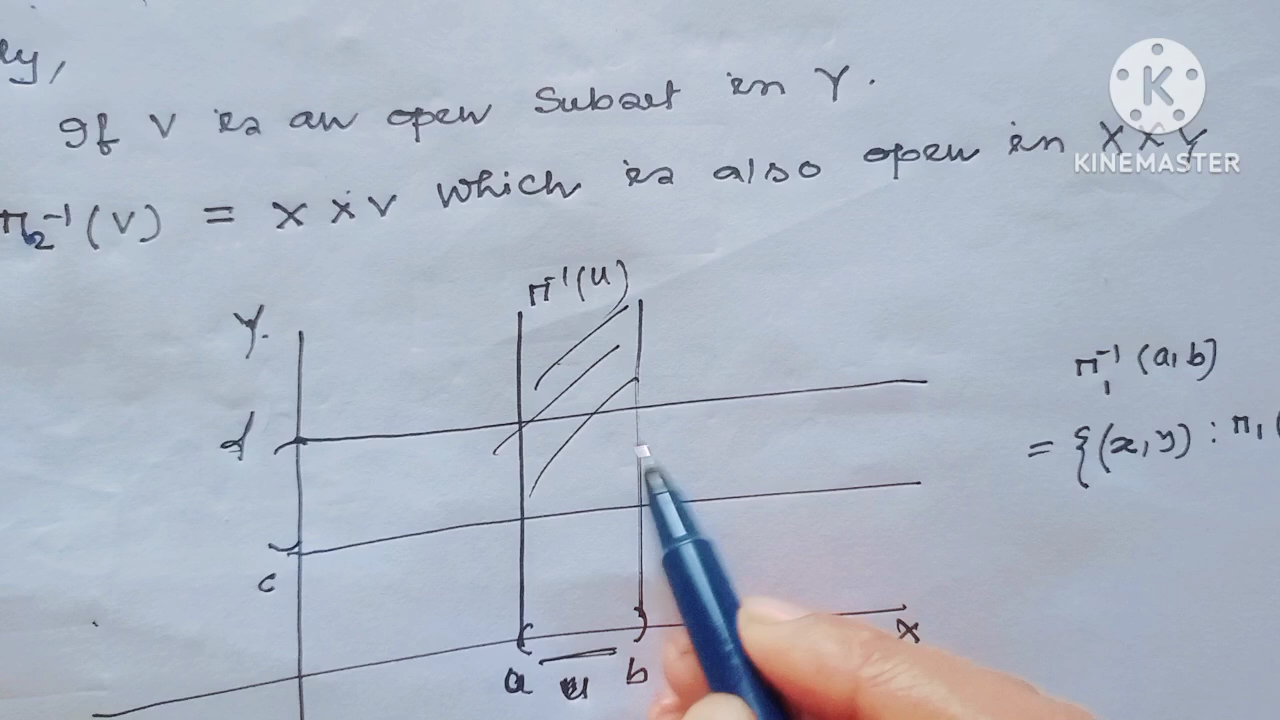 ly,
If V is an open subset in Y.
π₂⁻¹(V) = X × V which is also open in X × Y
KINEMASTER
π⁻¹(U)
Y.
π₁⁻¹(a,b)
d
= {(x,y) : π₁(
c
x
a u b